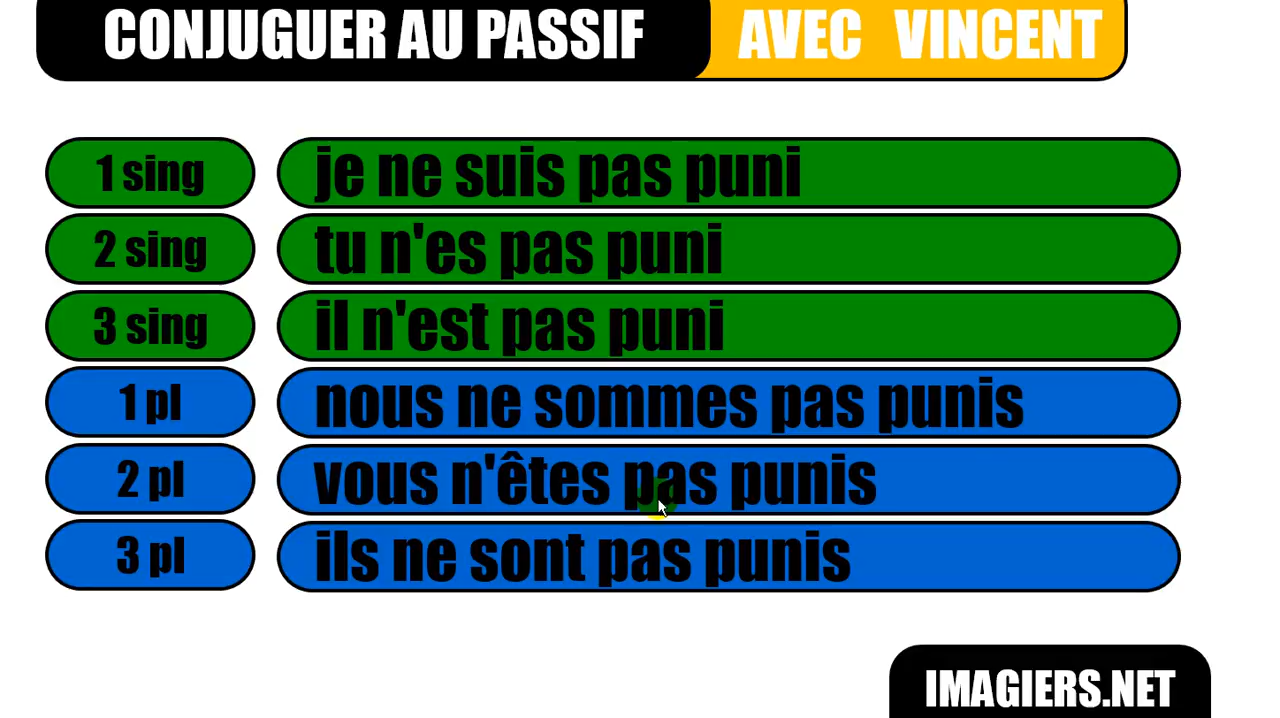 CONJUGUER AU PASSIF AVEC VINCENT
1 sing je ne suis pas puni
2 sing tu n'es pas puni
3 sing il n'est pas puni
1 pl nous ne sommes pas punis
2 pl vous n'êtes pas punis
3 pl ils ne sont pas punis
IMAGIERS.NET